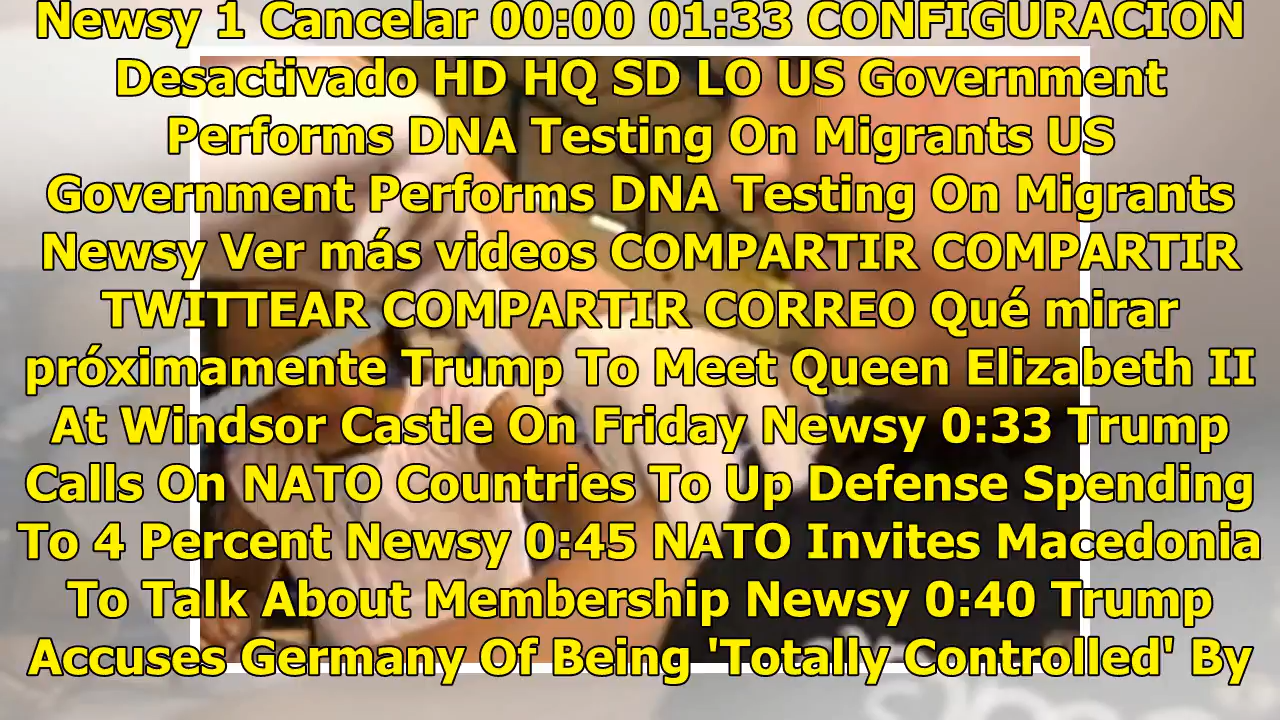 Newsy 1 Cancelar 00:00 01:33 CONFIGURACIÓN
Desactivado HD HQ SD LO US Government
Performs DNA Testing On Migrants US
Government Performs DNA Testing On Migrants
Newsy Ver más videos COMPARTIR COMPARTIR
TWITTEAR COMPARTIR CORREO Qué mirar
próximamente Trump To Meet Queen Elizabeth II
At Windsor Castle On Friday Newsy 0:33 Trump
Calls On NATO Countries To Up Defense Spending
To 4 Percent Newsy 0:45 NATO Invites Macedonia
To Talk About Membership Newsy 0:40 Trump
Accuses Germany Of Being 'Totally Controlled' By